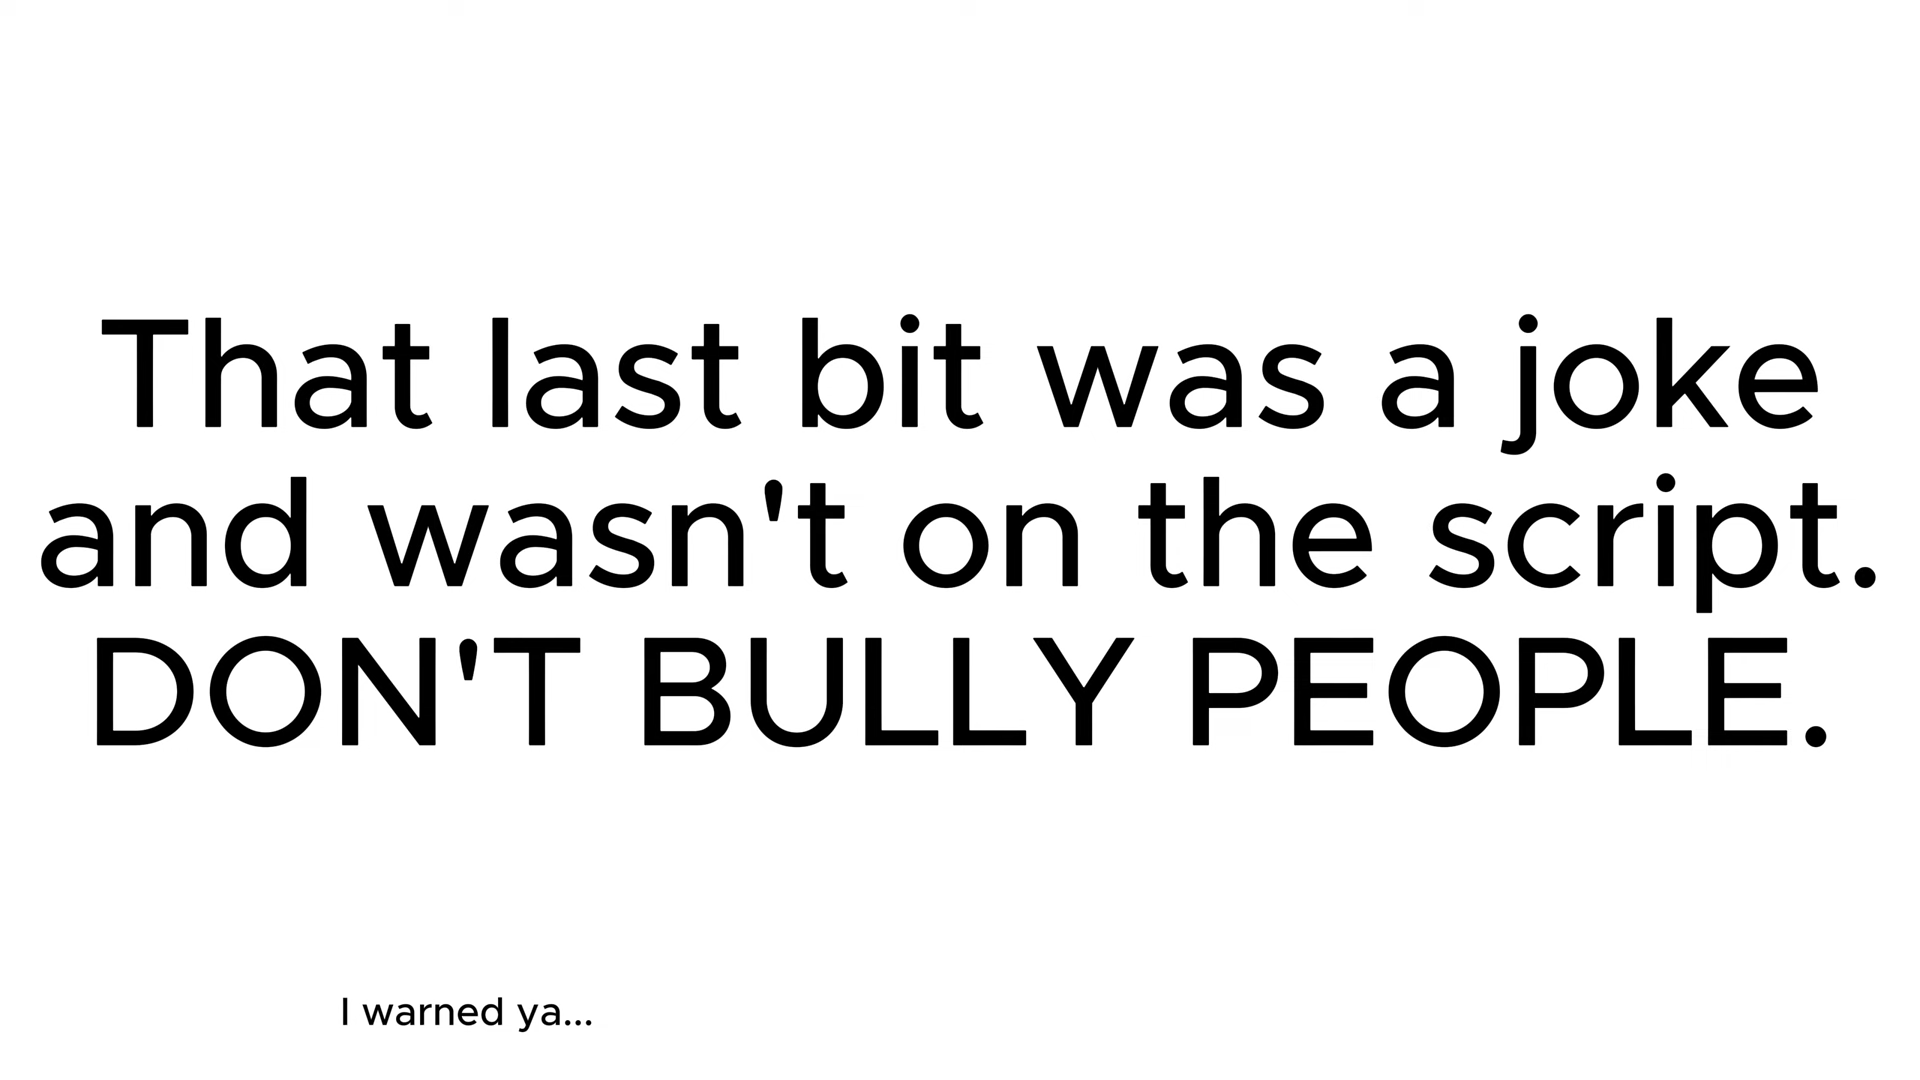 That last bit was a joke
and wasn't on the script.
DON'T BULLY PEOPLE.
I warned ya...